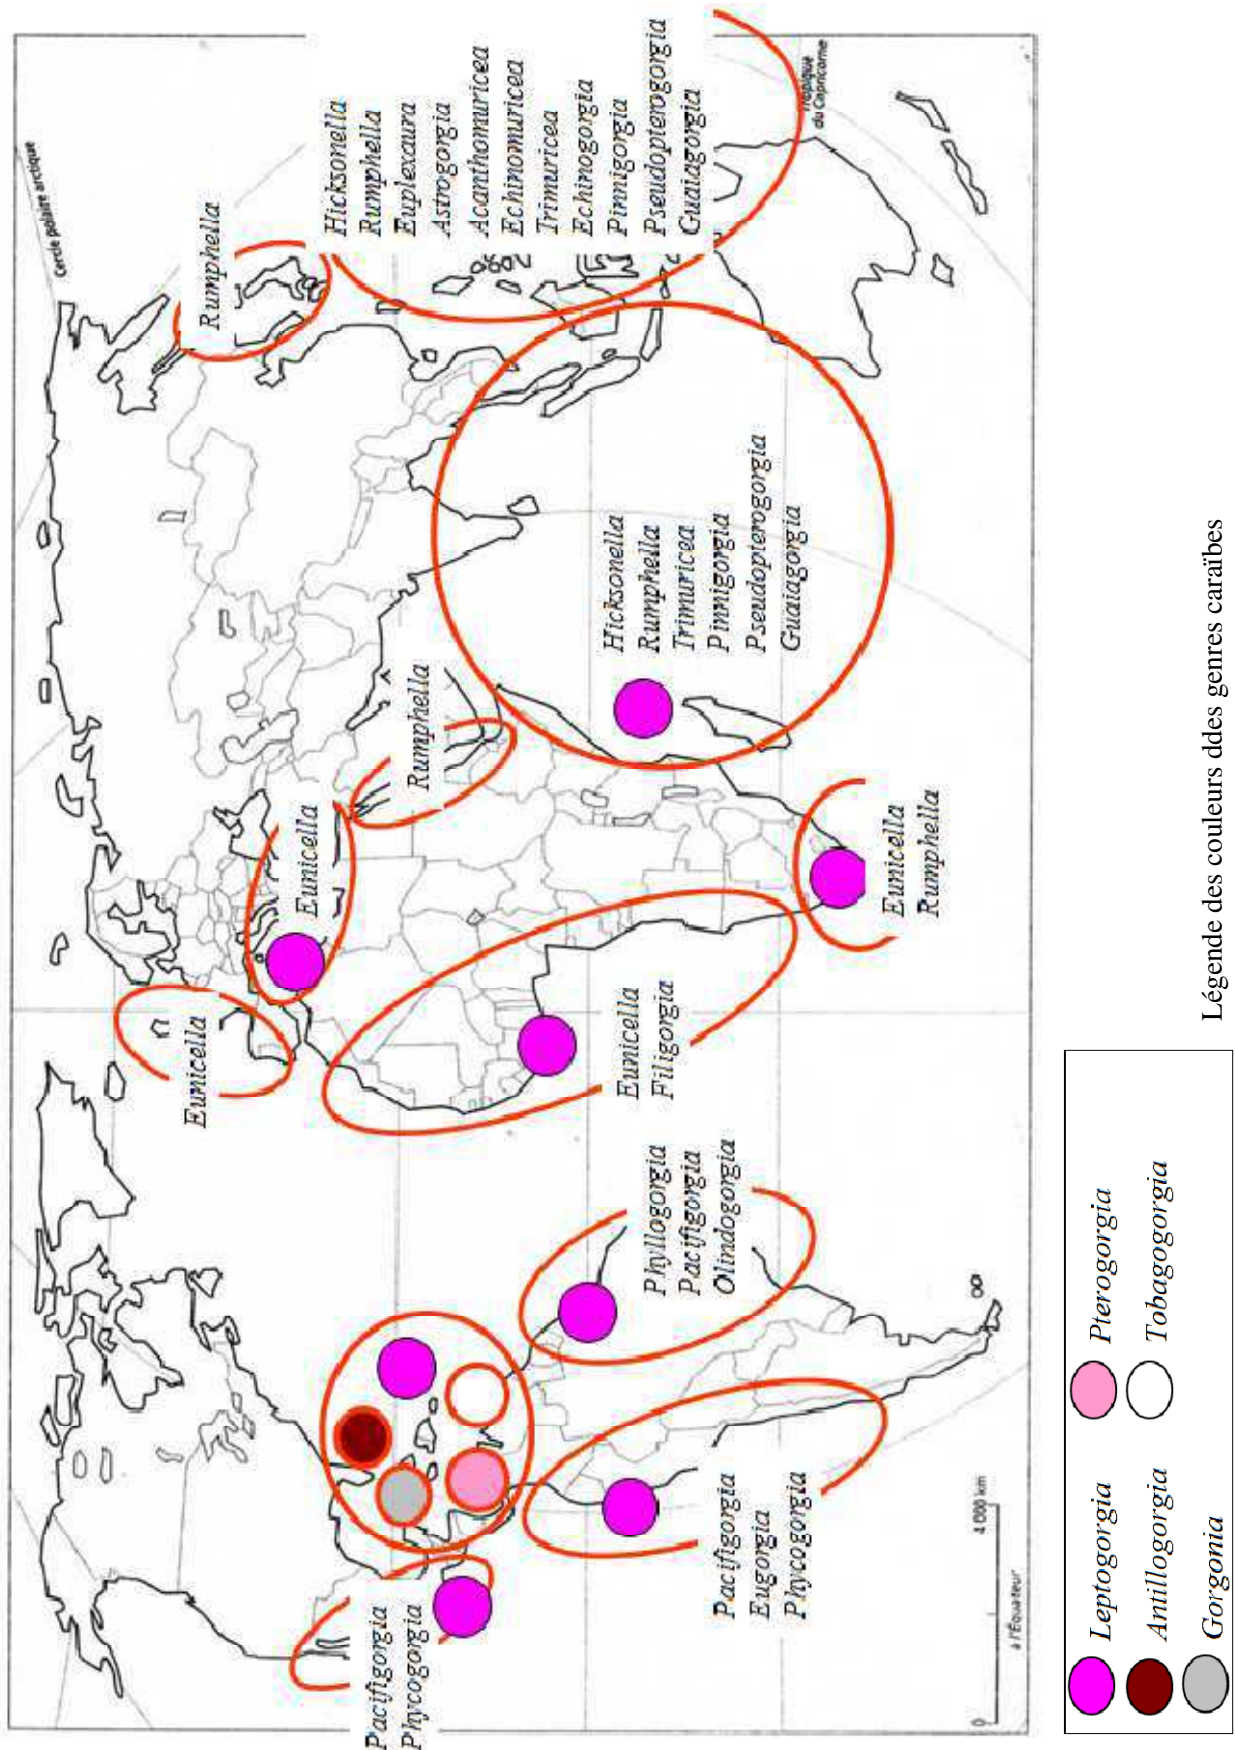 Cercle polaire arctique
Rumphella
Hicksonella
Rumphella
Euplexaura
Astrogorgia
Acanthomuricea
Echinomuricea
Trimuricea
Echinogorgia
Pinnigorgia
Pseudopterogorgia
Guaiagorgia
Tropique
du Capricorne
Hicksonella
Rumphella
Trimuricea
Pinnigorgia
Pseudopterogorgia
Guaiagorgia
Rumphella
Eunicella
Eunicella
Rumphella
Eunicella
Eunicella
Filigorgia
Phyllogorgia
Pacifigorgia
Olindogorgia
Pacifigorgia
Eugorgia
Phycogorgia
Pacifigorgia
Phycogorgia
0
4 000 km
à l'Équateur
Légende des couleurs ddes genres caraïbes
Leptogorgia
Pterogorgia
Antillogorgia
Tobagogorgia
Gorgonia